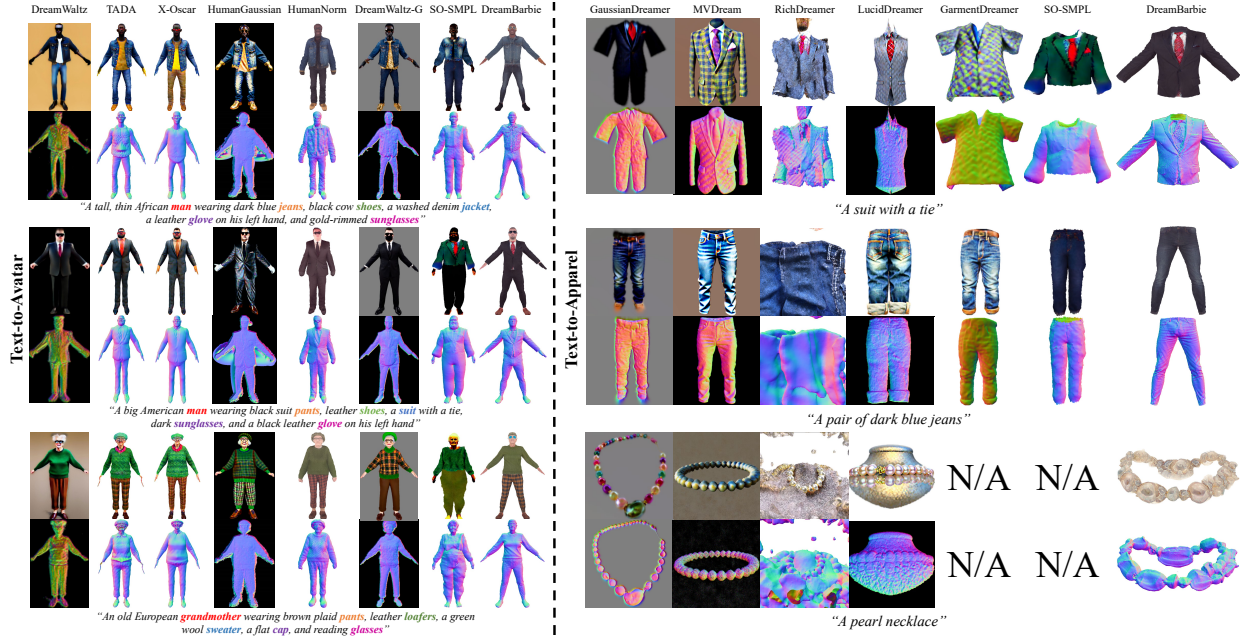 DreamWaltz TADA X-Oscar HumanGaussian HumanNorm DreamWaltz-G SO-SMPL DreamBarbie
Text-to-Avatar
“A tall, thin African man wearing dark blue jeans, black cow shoes, a washed denim jacket,
a leather glove on his left hand, and gold-rimmed sunglasses”
“A big American man wearing black suit pants, leather shoes, a suit with a tie,
dark sunglasses, and a black leather glove on his left hand”
“An old European grandmother wearing brown plaid pants, leather loafers, a green
wool sweater, a flat cap, and reading glasses”
GaussianDreamer MVDream RichDreamer LucidDreamer GarmentDreamer SO-SMPL DreamBarbie
Text-to-Apparel
“A suit with a tie”
“A pair of dark blue jeans”
N/A N/A
N/A N/A
“A pearl necklace”